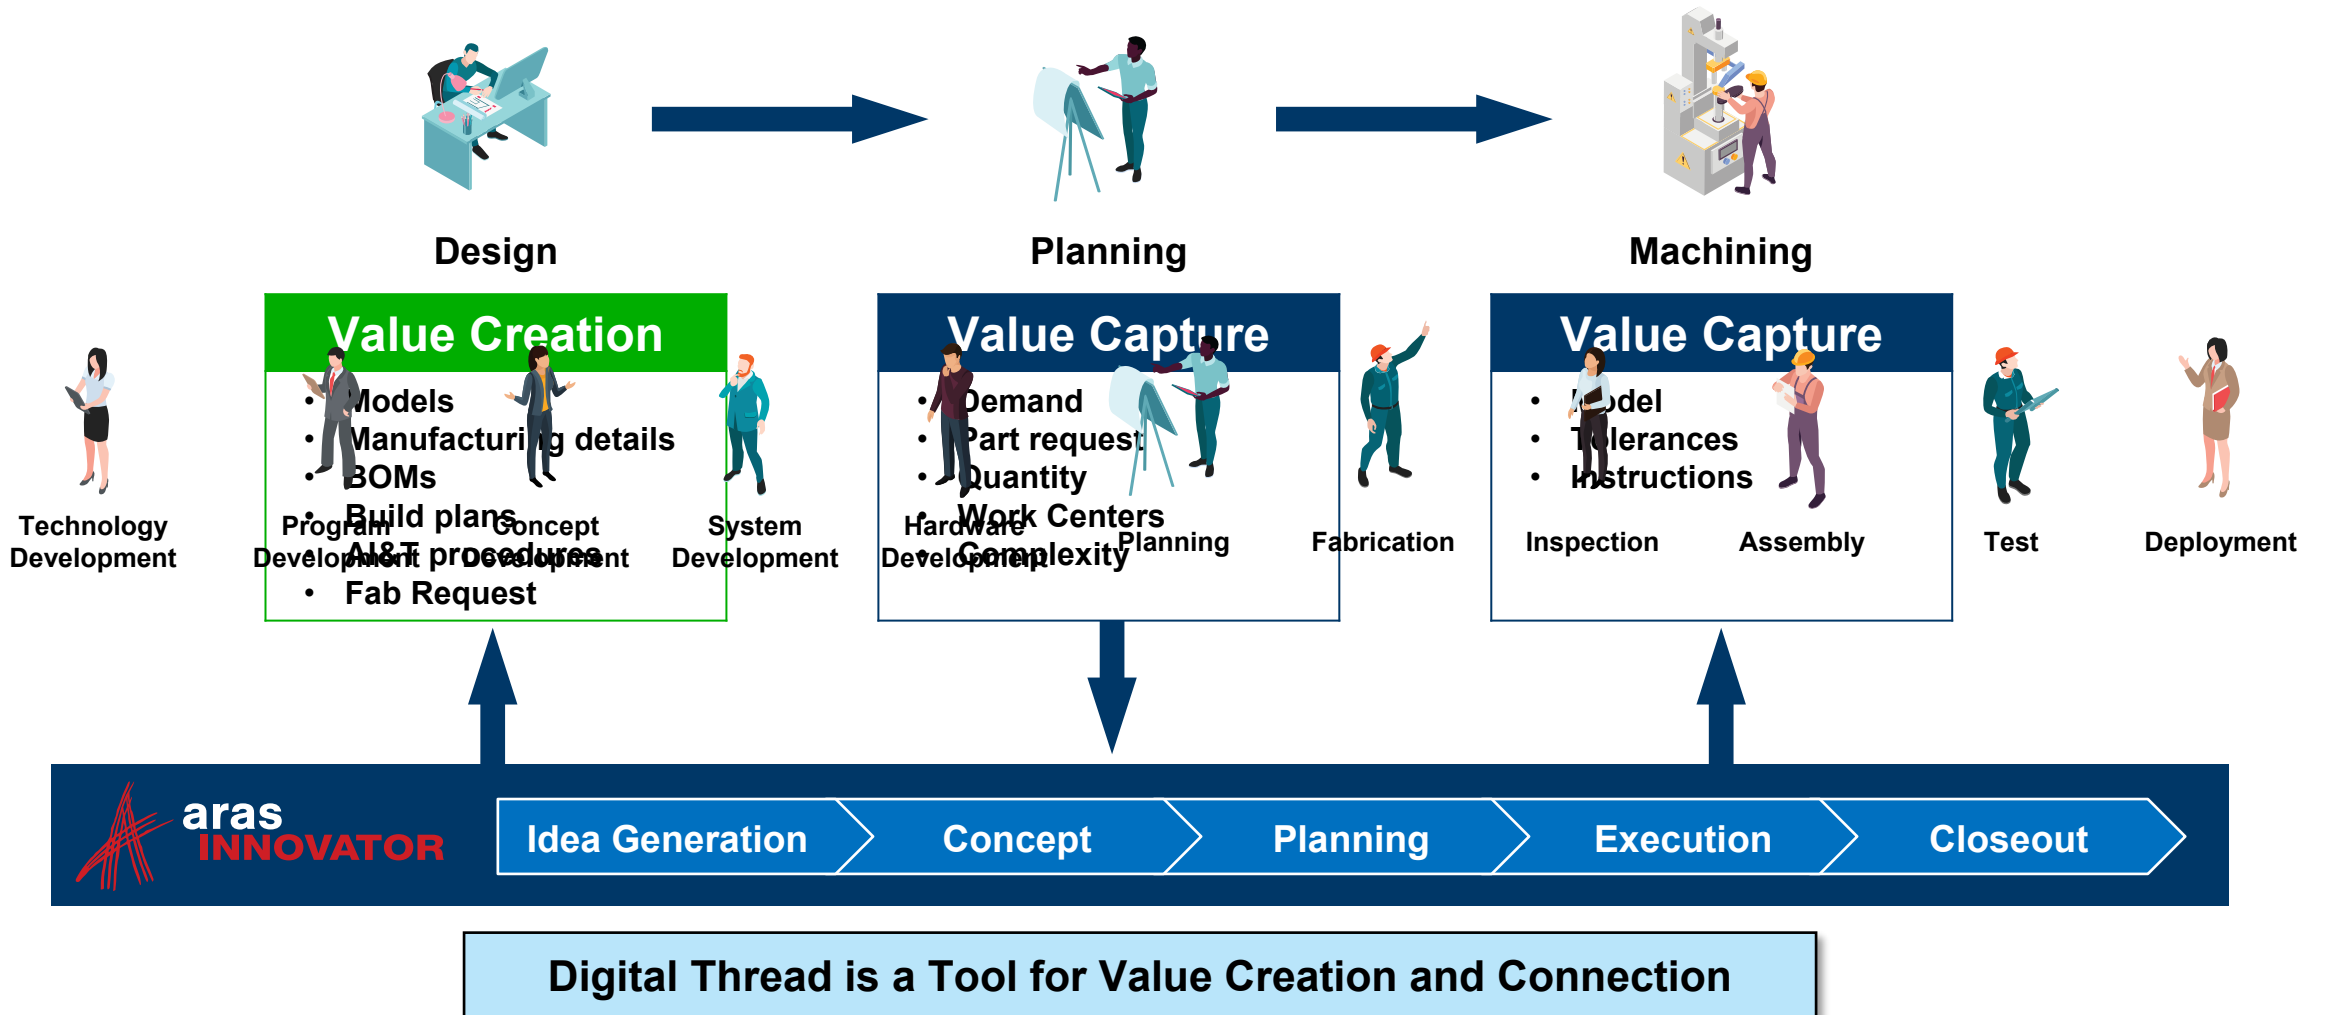 Design
Planning
Machining
Value Creation
• Models
• Manufacturing details
• BOMs
• Build plans
• AI&T procedures
• Fab Request
Value Capture
• Demand
• Part request
• Quantity
• Work Centers
• Complexity
Value Capture
• Model
• Tolerances
• Instructions
Technology
Development
Program
Development
Concept
Development
System
Development
Hardware
Development
Planning
Fabrication
Inspection
Assembly
Test
Deployment
aras
INNOVATOR
Idea Generation
Concept
Planning
Execution
Closeout
Digital Thread is a Tool for Value Creation and Connection